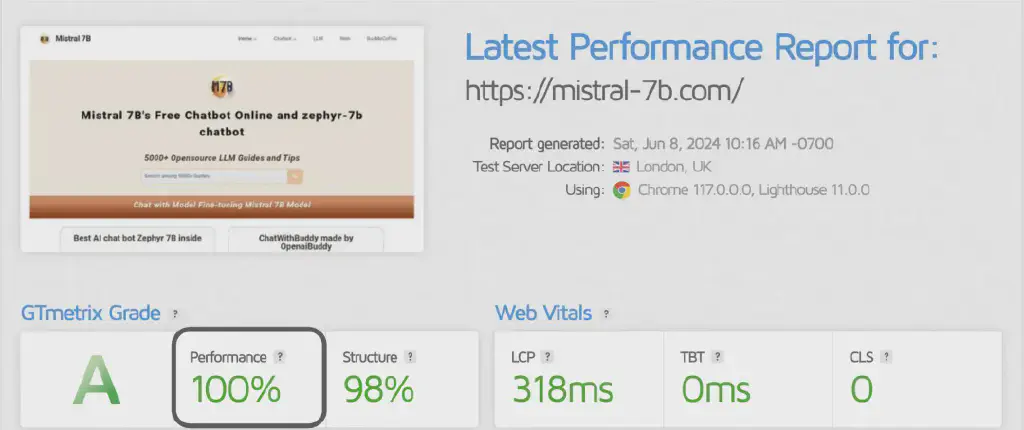 Mistral 7B
Home
Chatbot
LLM
Web
BuyMeCoffee
M7B
Mistral 7B's Free Chatbot Online and zephyr-7b
chatbot
5000+ Opensource LLM Guides and Tips
Search among 5000+ Guides
Chat with Model Fine-tuning Mistral 7B Model
Best AI chat bot Zephyr 7B inside
ChatWithBaddy made by
OpenaiBuddy
Latest Performance Report for:
https://mistral-7b.com/
Report generated: Sat, Jun 8, 2024 10:16 AM -0700
Test Server Location: London, UK
Using: Chrome 117.0.0.0, Lighthouse 11.0.0
GTmetrix Grade ?
A
Performance ?
100%
Structure ?
98%
Web Vitals ?
LCP ?
318ms
TBT ?
0ms
CLS ?
0